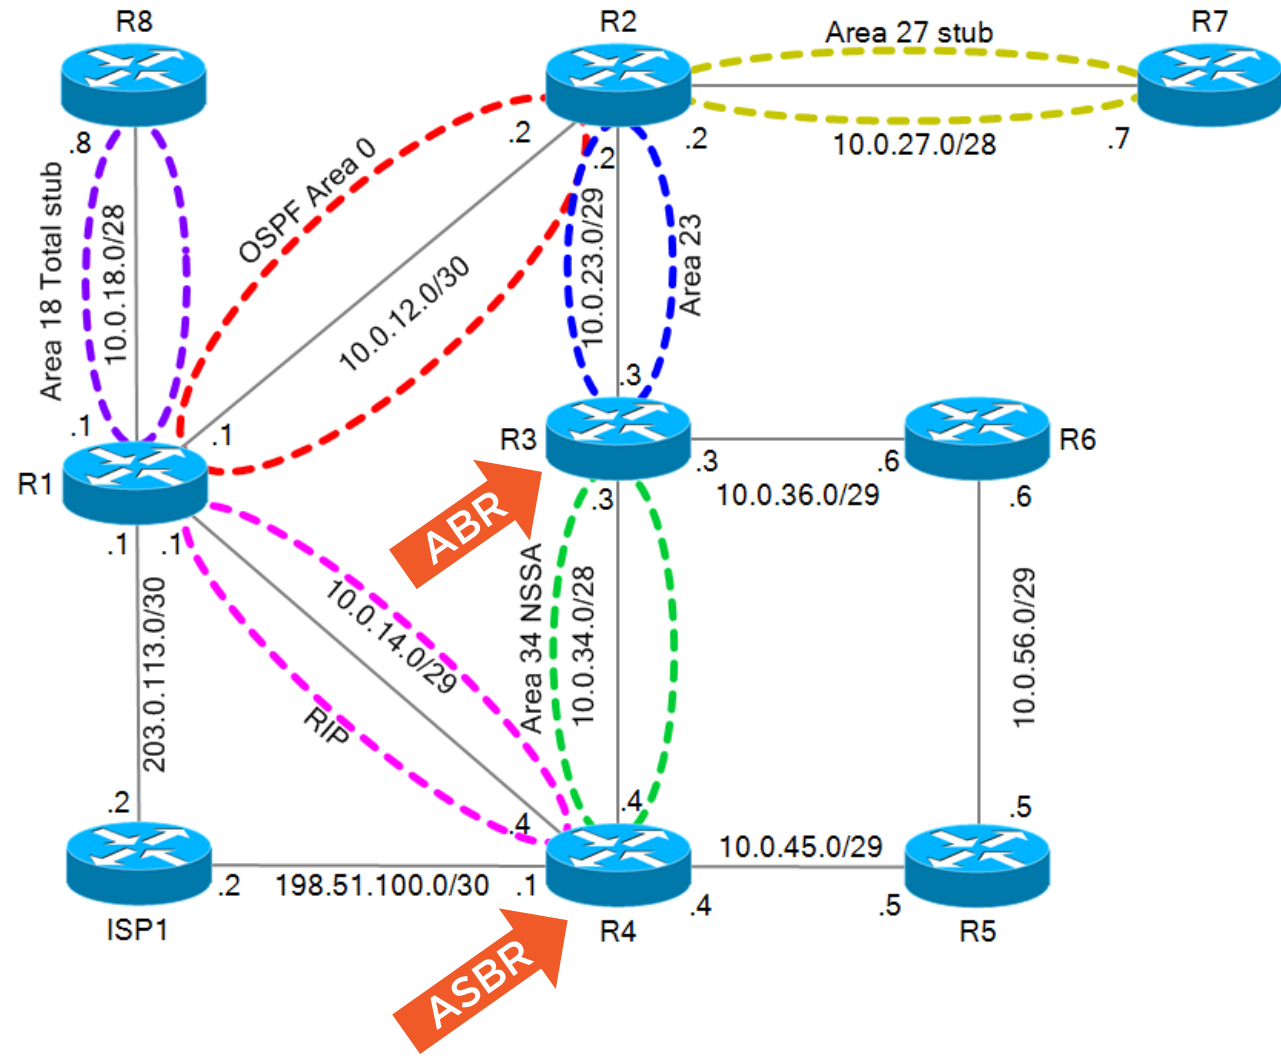 R8
R2
R7
Area 27 stub
.8
.2
.2
.2
10.0.27.0/28
.7
Area 18 Total stub
10.0.18.0/28
OSPF Area 0
10.0.12.0/30
10.0.23.0/29
Area 23
.3
.1
.1
R3
R6
R1
.3
.6
10.0.36.0/29
ABR
.3
.6
.1
.1
203.0.113.0/30
10.0.14.0/29
RIP
Area 34 NSSA
10.0.34.0/28
10.0.56.0/29
.2
.4
.4
.5
10.0.45.0/29
.2
198.51.100.0/30
.1
.4
.5
ISP1
R4
R5
ASBR